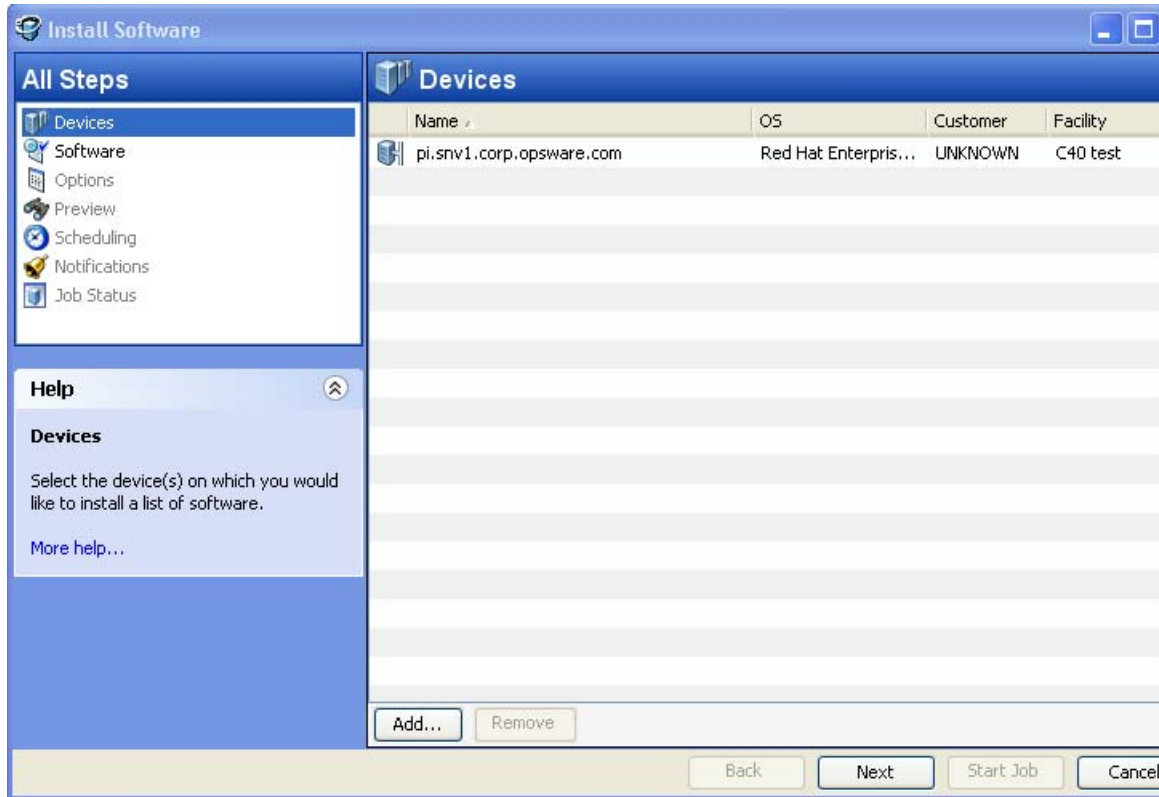 Install Software
All Steps
Devices
Software
Options
Preview
Scheduling
Notifications
Job Status
Help
Devices
Select the device(s) on which you would
like to install a list of software.
More help...
Devices
Name OS Customer Facility
pi.snv1.corp.opsware.com Red Hat Enterpris... UNKNOWN C40 test
Add... Remove
Back Next Start Job Cancel